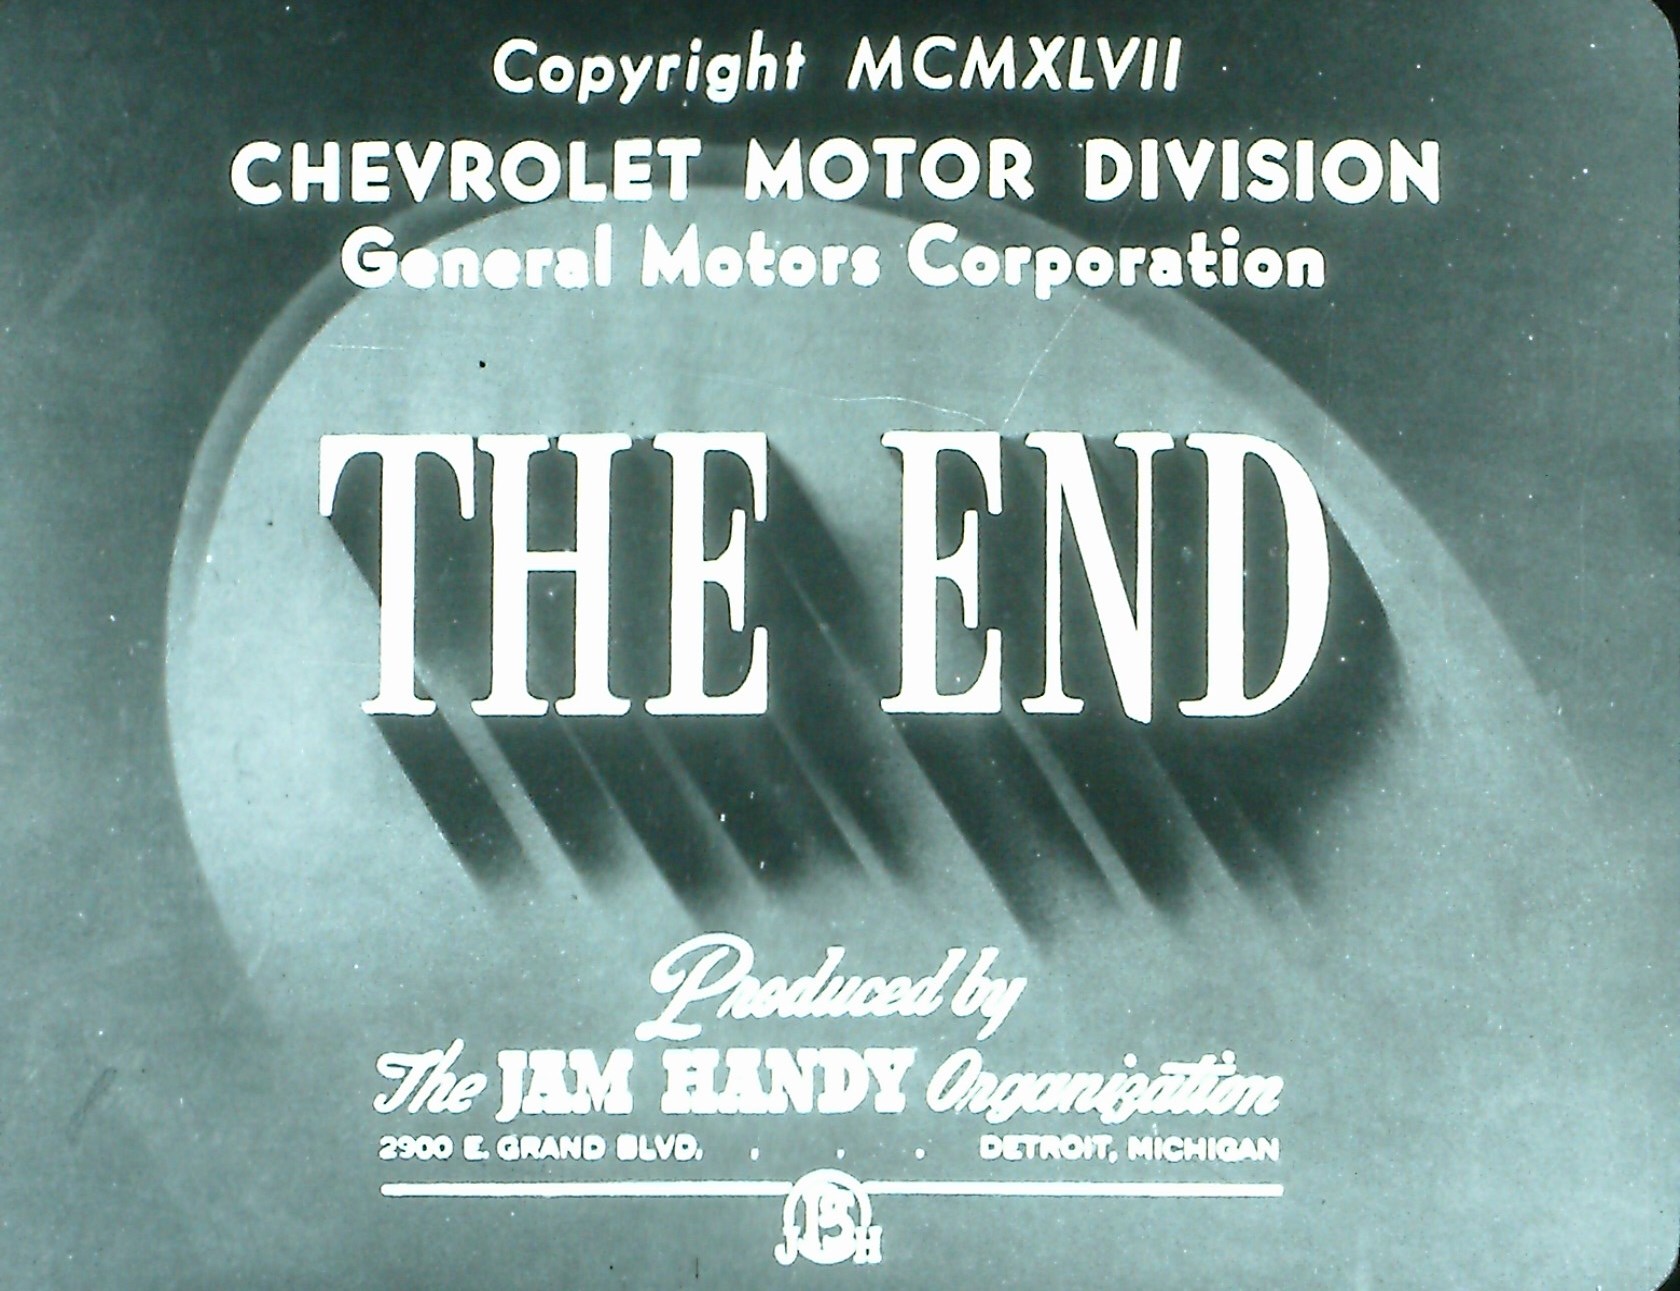 Copyright MCMXLVII
CHEVROLET MOTOR DIVISION
General Motors Corporation
THE END
Produced by
The JAM HANDY Organization
2900 E. GRAND BLVD. . . . DETROIT, MICHIGAN